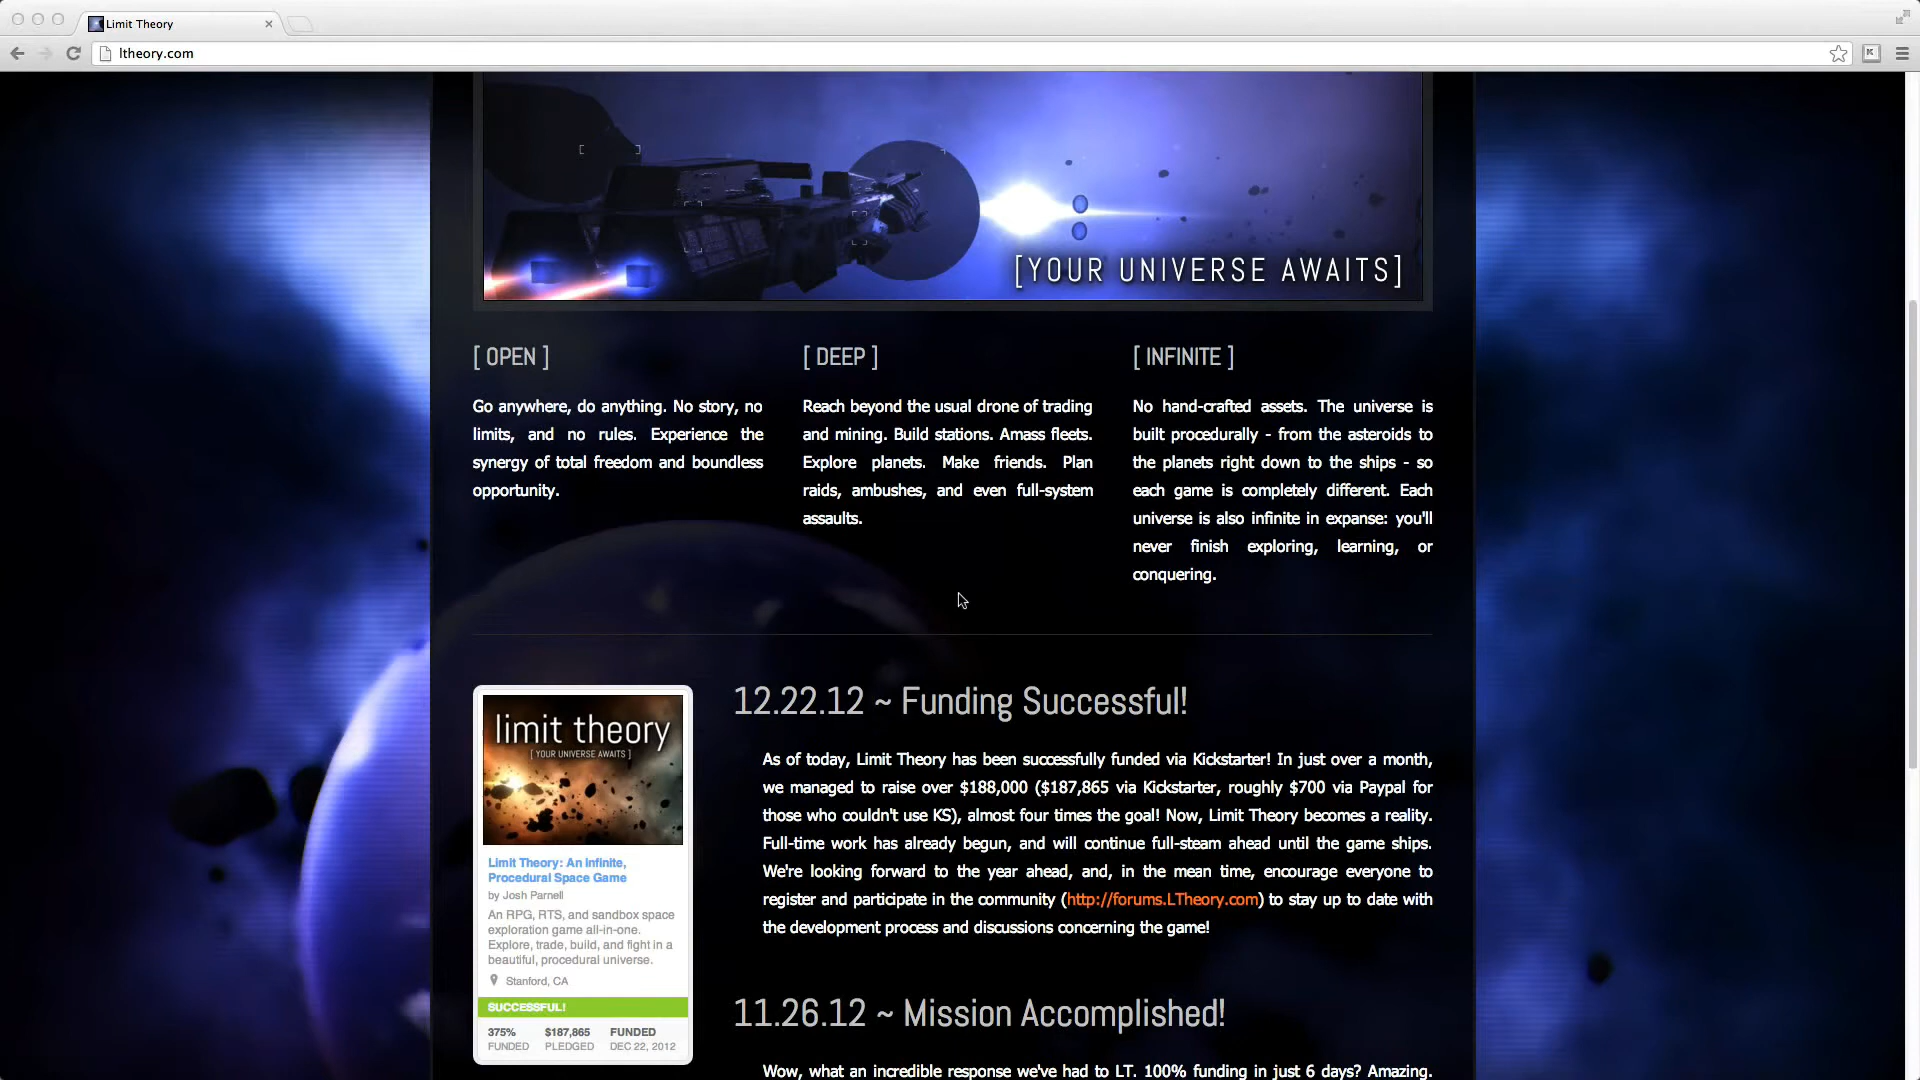 Limit Theory
ltheory.com
[YOUR UNIVERSE AWAITS]
[ OPEN ]
Go anywhere, do anything. No story, no
limits, and no rules. Experience the
synergy of total freedom and boundless
opportunity.
[ DEEP ]
Reach beyond the usual drone of trading
and mining. Build stations. Amass fleets.
Explore planets. Make friends. Plan
raids, ambushes, and even full-system
assaults.
[ INFINITE ]
No hand-crafted assets. The universe is
built procedurally - from the asteroids to
the planets right down to the ships - so
each game is completely different. Each
universe is also infinite in expanse: you'll
never finish exploring, learning, or
conquering.
limit theory
[ YOUR UNIVERSE AWAITS ]
Limit Theory: An Infinite,
Procedural Space Game
by Josh Parnell
An RPG, RTS, and sandbox space
exploration game all-in-one.
Explore, trade, build, and fight in a
beautiful, procedural universe.
Stanford, CA
SUCCESSFUL!
375% $187,865 FUNDED
FUNDED PLEDGED DEC 22, 2012
12.22.12 ~ Funding Successful!
As of today, Limit Theory has been successfully funded via Kickstarter! In just over a month,
we managed to raise over $188,000 ($187,865 via Kickstarter, roughly $700 via Paypal for
those who couldn't use KS), almost four times the goal! Now, Limit Theory becomes a reality.
Full-time work has already begun, and will continue full-steam ahead until the game ships.
We're looking forward to the year ahead, and, in the mean time, encourage everyone to
register and participate in the community (http://forums.LTheory.com) to stay up to date with
the development process and discussions concerning the game!
11.26.12 ~ Mission Accomplished!
Wow, what an incredible response we've had to LT. 100% funding in just 6 days? Amazing.